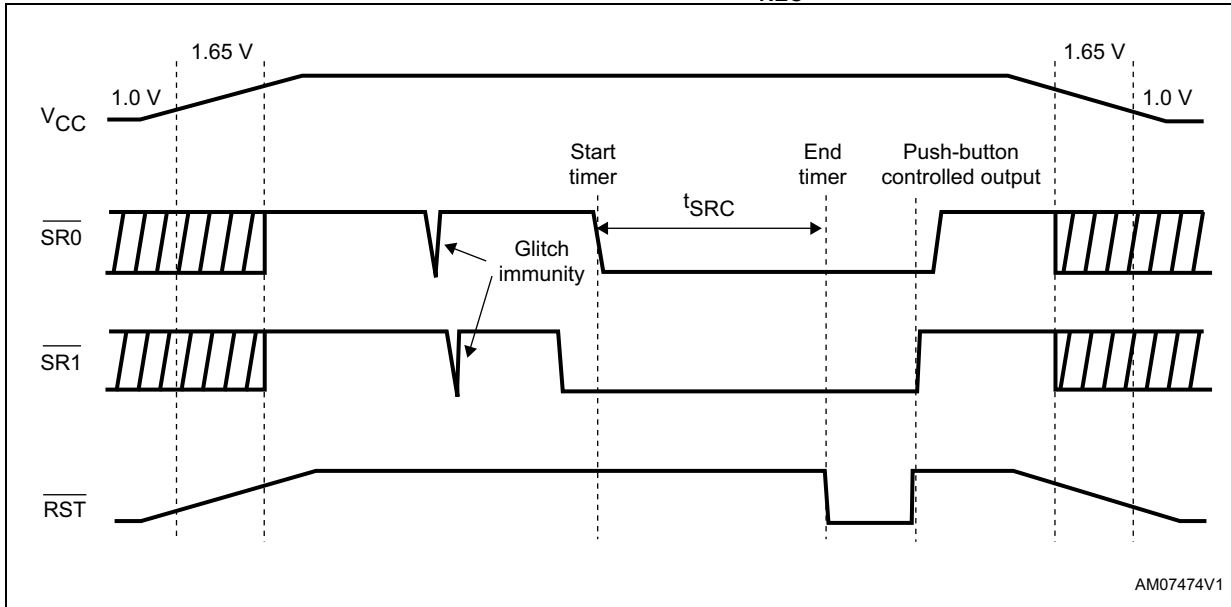 1.65 V
1.65 V
1.0 V
1.0 V
VCC
Start
timer
End
timer
Push-button
controlled output
tSRC
SR0
Glitch
immunity
SR1
RST
AM07474V1